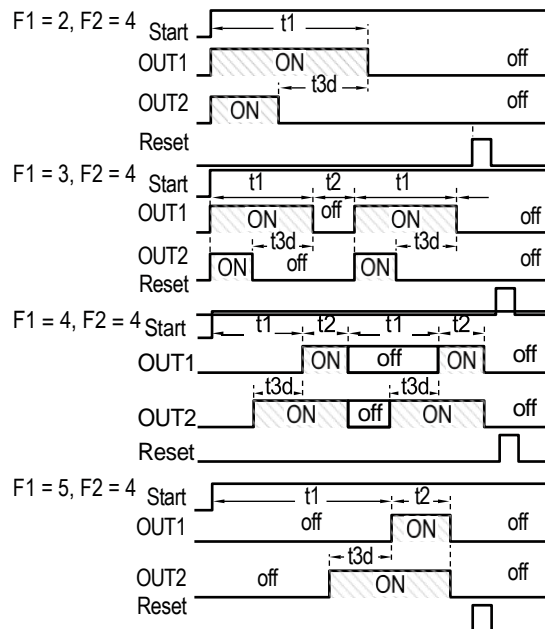 F1 = 2, F2 = 4 Start t1
OUT1 ON off
t3d
OUT2 ON off
Reset
F1 = 3, F2 = 4 Start t1 t2 t1
OUT1 ON off ON off
t3d t3d
OUT2 ON off ON off
Reset
F1 = 4, F2 = 4 Start t1 t2 t1 t2
OUT1 ON off ON off
t3d t3d
OUT2 ON off ON off
Reset
F1 = 5, F2 = 4 Start t1 t2
OUT1 off ON off
t3d
OUT2 off ON off
Reset